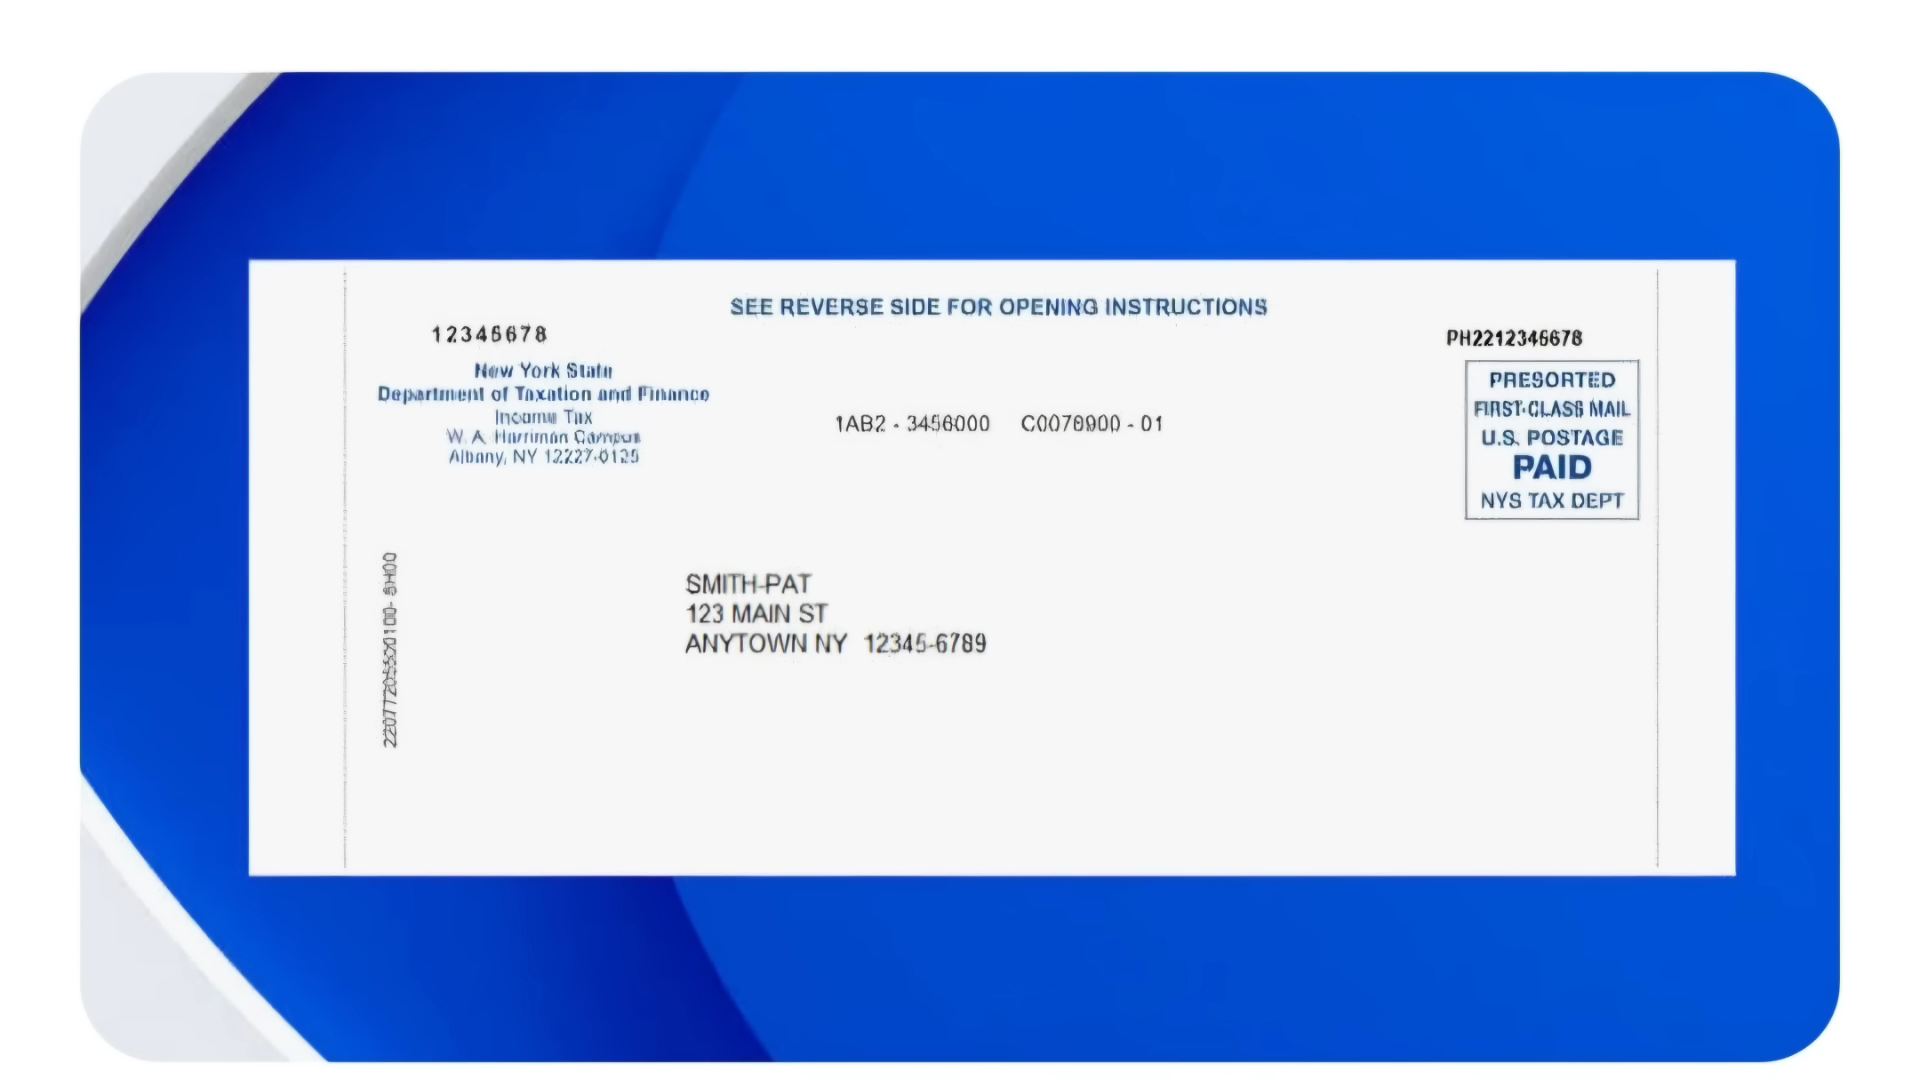 SEE REVERSE SIDE FOR OPENING INSTRUCTIONS
12345678
PH2212345678
New York State
Department of Taxation and Finance
Income Tax
W. A. Harriman Campus
Albany, NY 12227-0125
1AB2 - 3456000 C0070900 - 01
PRESORTED
FIRST-CLASS MAIL
U.S. POSTAGE
PAID
NYS TAX DEPT
SMITH-PAT
123 MAIN ST
ANYTOWN NY 12345-6789